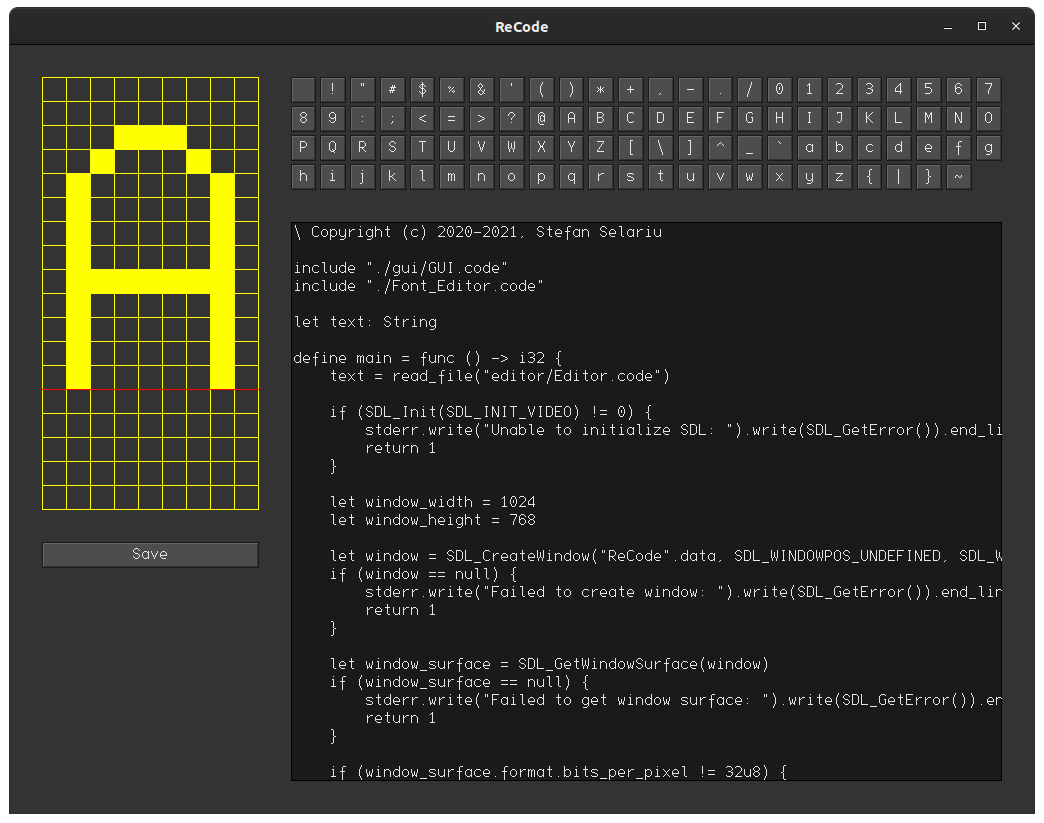 ReCode
! " # $ % & ' ( ) * + , - . / 0 1 2 3 4 5 6 7
8 9 : ; < = > ? @ A B C D E F G H I J K L M N O
P Q R S T U V W X Y Z [ \ ] ^ _ ` a b c d e f g
h i j k l m n o p q r s t u v w x y z { | } ~
A
Save
\ Copyright (c) 2020-2021, Stefan Selariu
include "./gui/GUI.code"
include "./Font_Editor.code"
let text: String
define main = func () -> i32 {
    text = read_file("editor/Editor.code")
    if (SDL_Init(SDL_INIT_VIDEO) != 0) {
        stderr.write("Unable to initialize SDL: ").write(SDL_GetError()).end_li
        return 1
    }
    let window_width = 1024
    let window_height = 768
    let window = SDL_CreateWindow("ReCode".data, SDL_WINDOWPOS_UNDEFINED, SDL_W
    if (window == null) {
        stderr.write("Failed to create window: ").write(SDL_GetError()).end_lin
        return 1
    }
    let window_surface = SDL_GetWindowSurface(window)
    if (window_surface == null) {
        stderr.write("Failed to get window surface: ").write(SDL_GetError()).en
        return 1
    }
    if (window_surface.format.bits_per_pixel != 32u8) {